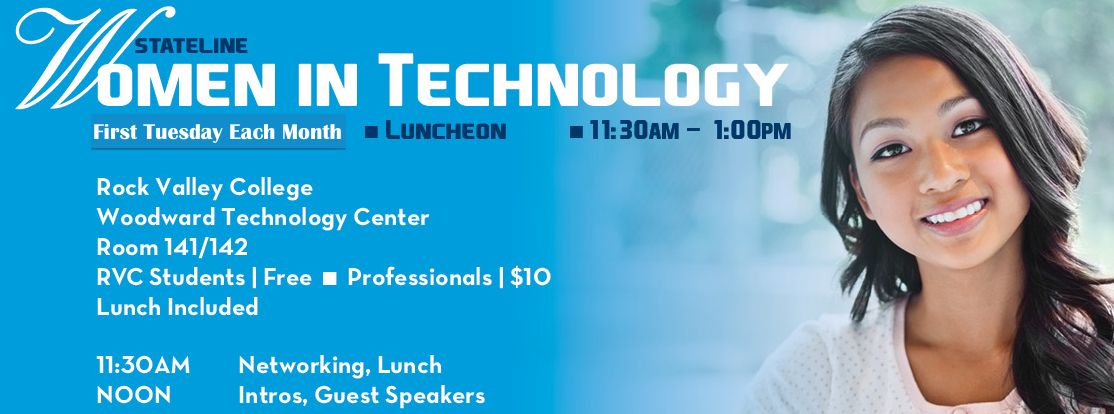 STATELINE
WOMEN IN TECHNOLOGY
First Tuesday Each Month ■ LUNCHEON ■ 11:30AM – 1:00PM
Rock Valley College
Woodward Technology Center
Room 141/142
RVC Students | Free ■ Professionals | $10
Lunch Included
11:30AM Networking, Lunch
NOON Intros, Guest Speakers